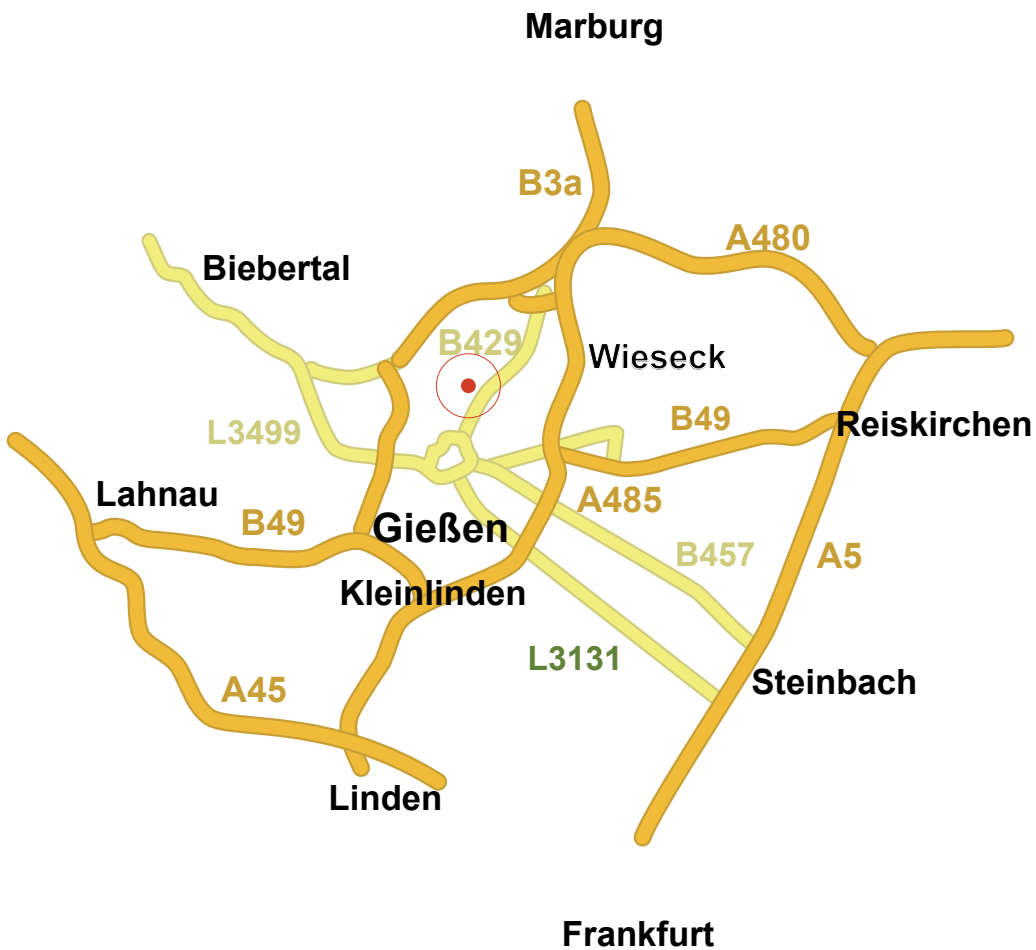 Marburg
B3a
A480
Biebertal
B429
Wieseck
L3499
B49
Reiskirchen
Lahnau
A485
B49
Gießen
B457
A5
Kleinlinden
L3131
Steinbach
A45
Linden
Frankfurt